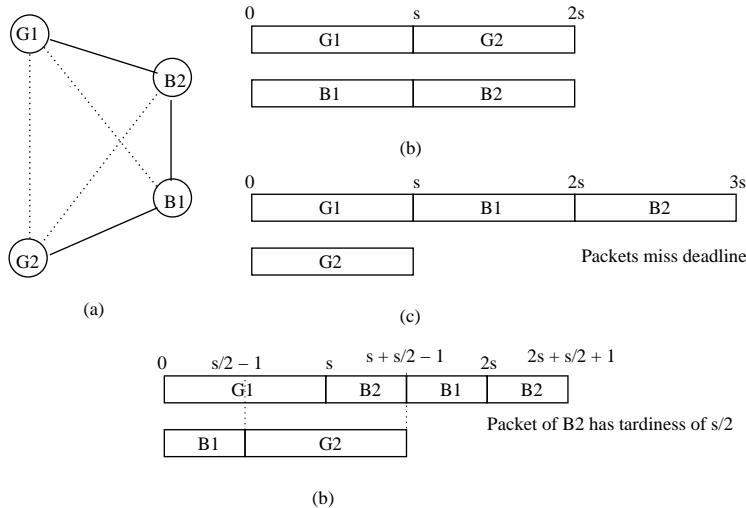 G1
B2
B1
G2
(a)
0 s 2s
G1 G2
B1 B2
(b)
0 s 2s 3s
G1 B1 B2
G2
Packets miss deadline
(c)
0 s/2 − 1 s s + s/2 − 1 2s 2s + s/2 + 1
G1 B2 B1 B2
B1 G2
Packet of B2 has tardiness of s/2
(b)